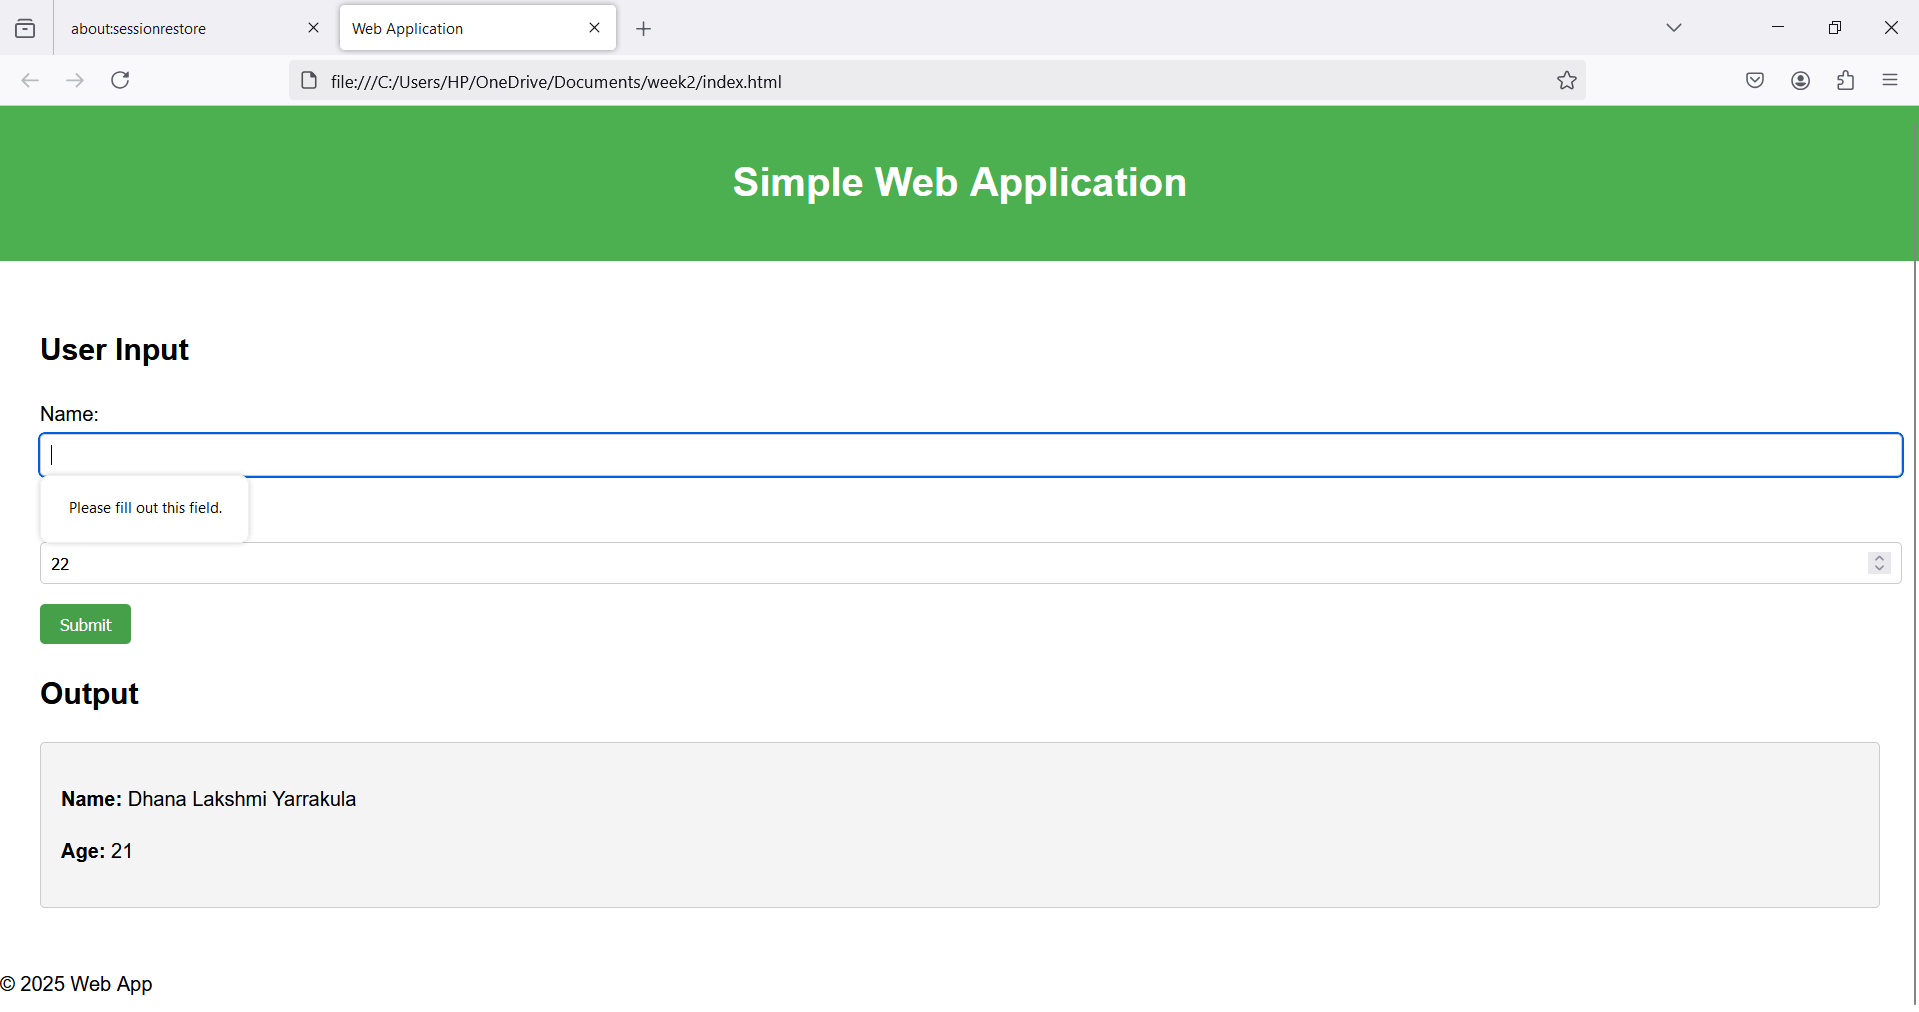 about:sessionrestore
Web Application
file:///C:/Users/HP/OneDrive/Documents/week2/index.html
Simple Web Application
User Input
Name:
Please fill out this field.
22
Submit
Output
Name: Dhana Lakshmi Yarrakula
Age: 21
© 2025 Web App